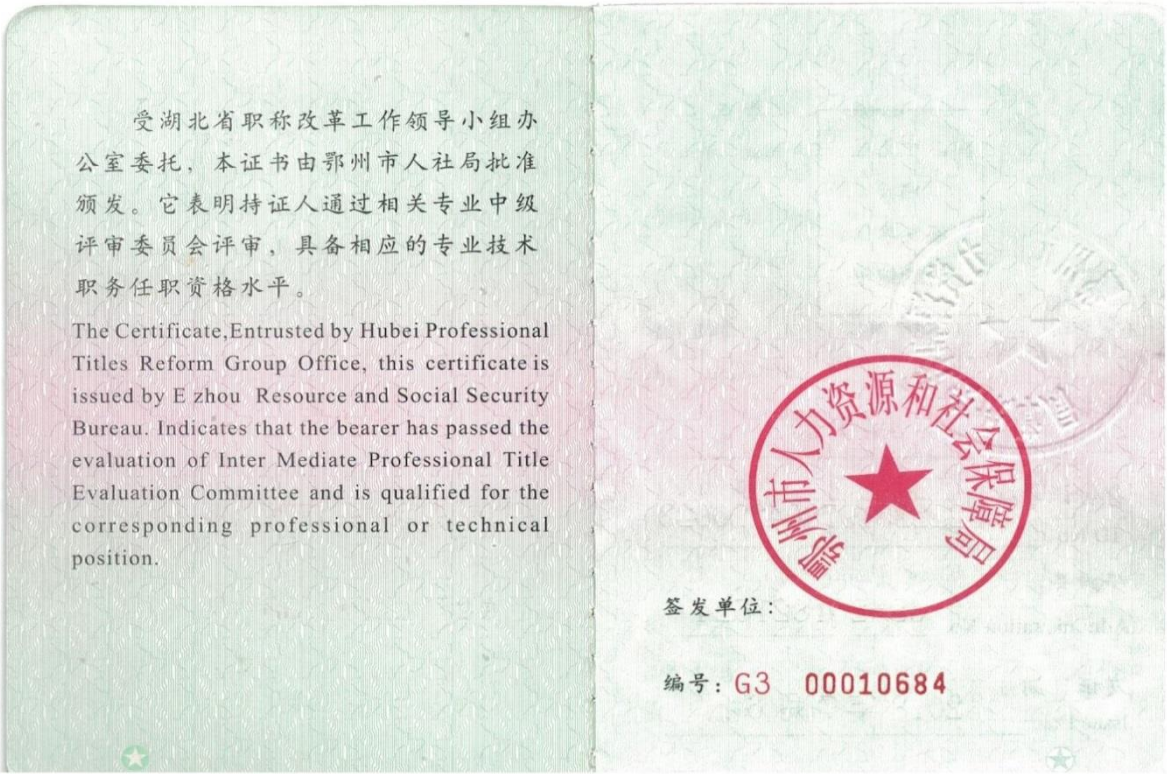 受湖北省职称改革工作领导小组办
公室委托，本证书由鄂州市人社局批准
颁发。它表明持证人通过相关专业中级
评审委员会评审，具备相应的专业技术
职务任职资格水平。
The Certificate,Entrusted by Hubei Professional
Titles Reform Group Office, this certificate is
issued by E zhou Resource and Social Security
Bureau. Indicates that the bearer has passed the
evaluation of Inter Mediate Professional Title
Evaluation Committee and is qualified for the
corresponding professional or technical
position.
鄂州市人力资源和社会保障局
签发单位：
编号：G3 00010684